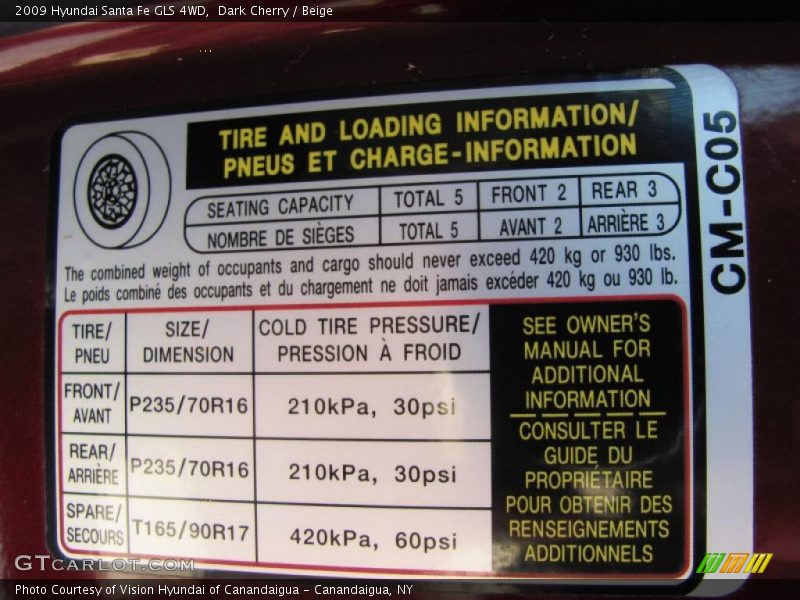 2009 Hyundai Santa Fe GLS 4WD, Dark Cherry / Beige
TIRE AND LOADING INFORMATION/
PNEUS ET CHARGE-INFORMATION
SEATING CAPACITY TOTAL 5 FRONT 2 REAR 3
NOMBRE DE SIÈGES TOTAL 5 AVANT 2 ARRIÈRE 3
The combined weight of occupants and cargo should never exceed 420 kg or 930 lbs.
Le poids combiné des occupants et du chargement ne doit jamais excéder 420 kg ou 930 lb.
TIRE/
PNEU
SIZE/
DIMENSION
COLD TIRE PRESSURE/
PRESSION À FROID
FRONT/
AVANT
P235/70R16 210kPa, 30psi
REAR/
ARRIÈRE
P235/70R16 210kPa, 30psi
SPARE/
SECOURS
T165/90R17 420kPa, 60psi
SEE OWNER'S
MANUAL FOR
ADDITIONAL
INFORMATION
CONSULTER LE
GUIDE DU
PROPRIÉTAIRE
POUR OBTENIR DES
RENSEIGNEMENTS
ADDITIONNELS
CM-C05
GTCARLOT.COM
Photo Courtesy of Vision Hyundai of Canandaigua - Canandaigua, NY